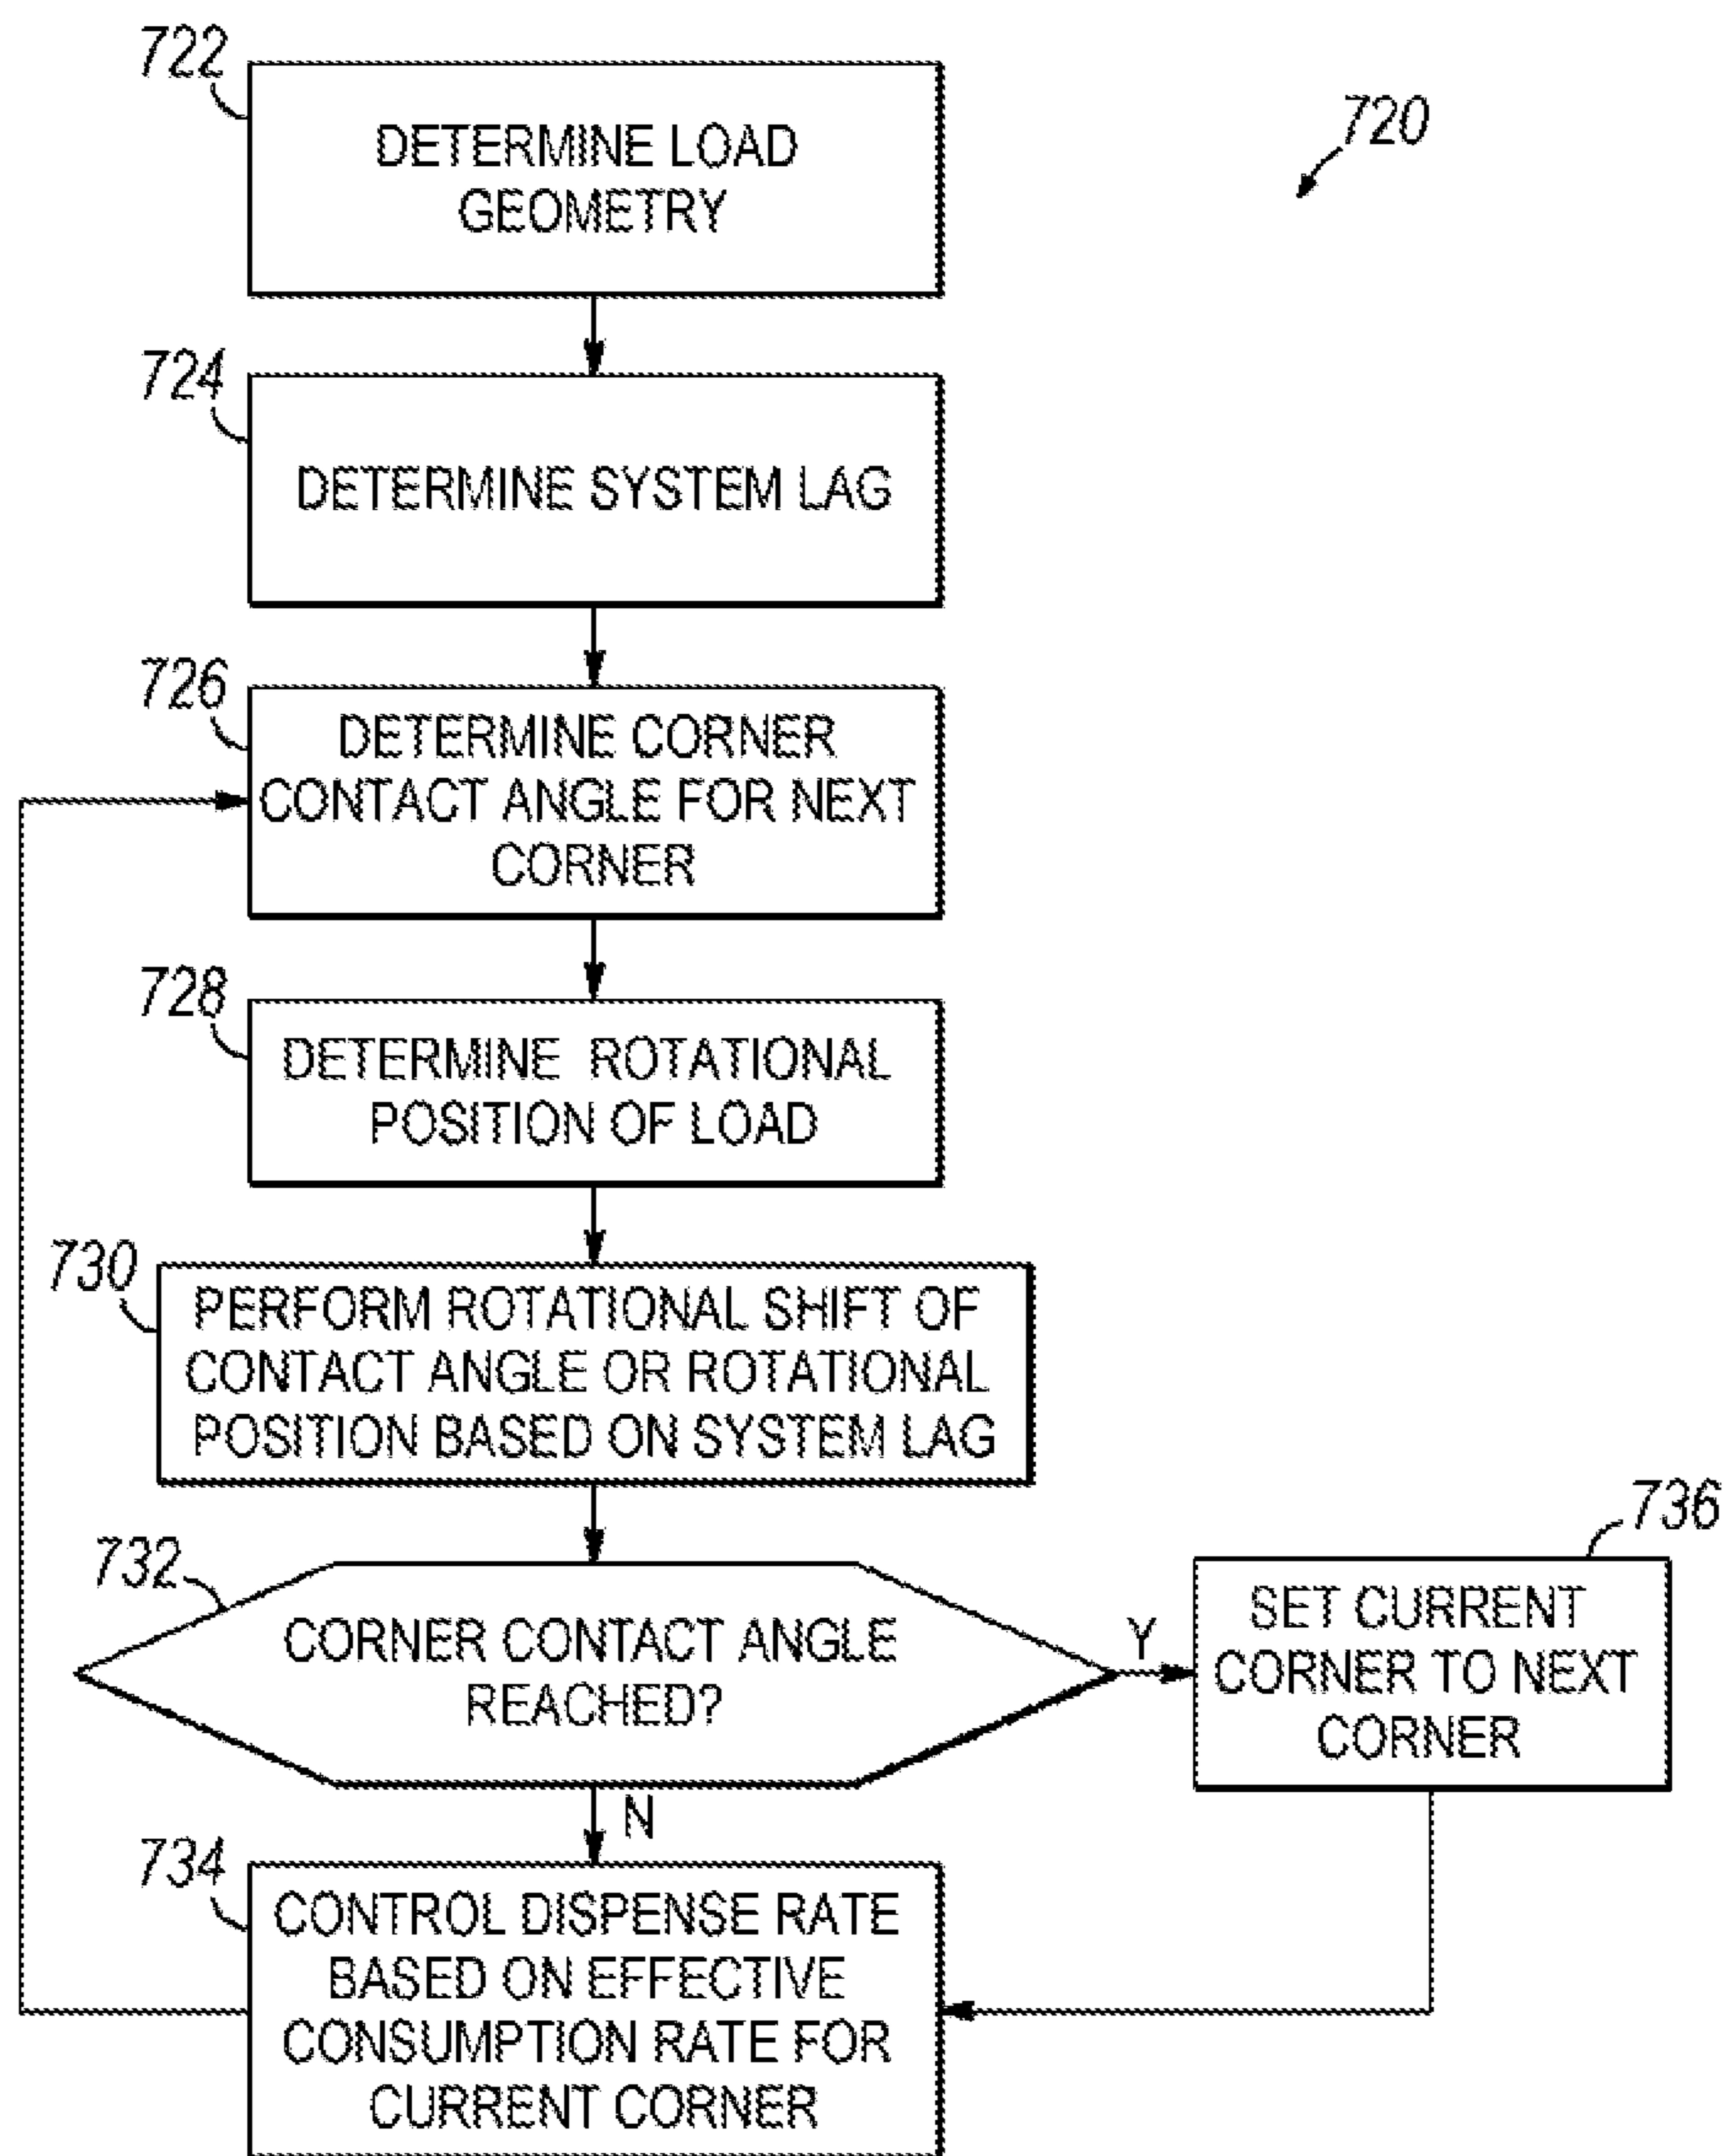 722
720
DETERMINE LOAD
GEOMETRY
724
DETERMINE SYSTEM LAG
726
DETERMINE CORNER
CONTACT ANGLE FOR NEXT
CORNER
728
DETERMINE ROTATIONAL
POSITION OF LOAD
730
PERFORM ROTATIONAL SHIFT OF
CONTACT ANGLE OR ROTATIONAL
POSITION BASED ON SYSTEM LAG
732
CORNER CONTACT ANGLE
REACHED?
Y
736
SET CURRENT
CORNER TO NEXT
CORNER
N
734
CONTROL DISPENSE RATE
BASED ON EFFECTIVE
CONSUMPTION RATE FOR
CURRENT CORNER